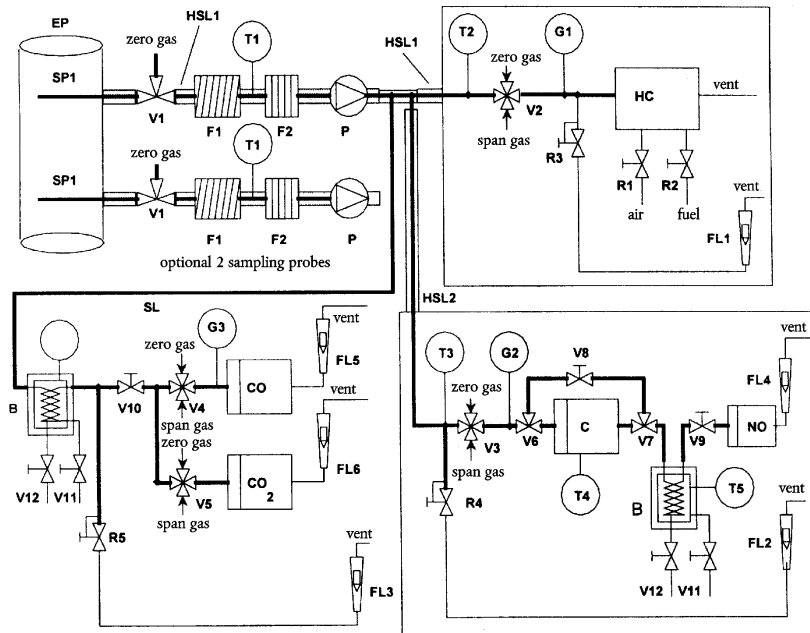 EP
HSL1
zero gas
T1
SP1
V1
F1
F2
P
zero gas
T1
SP1
V1
F1
F2
P
optional 2 sampling probes
HSL1
T2
G1
zero gas
V2
span gas
HC
vent
R3
R1
R2
air
fuel
vent
FL1
SL
HSL2
G3
zero gas
CO
vent
FL5
B
V10
V4
span gas
zero gas
vent
FL6
CO
2
V12
V11
V5
span gas
R5
vent
FL3
T3
G2
V8
vent
FL4
zero gas
V3
V6
C
V7
V9
NO
span gas
R4
T4
B
T5
vent
FL2
V12
V11